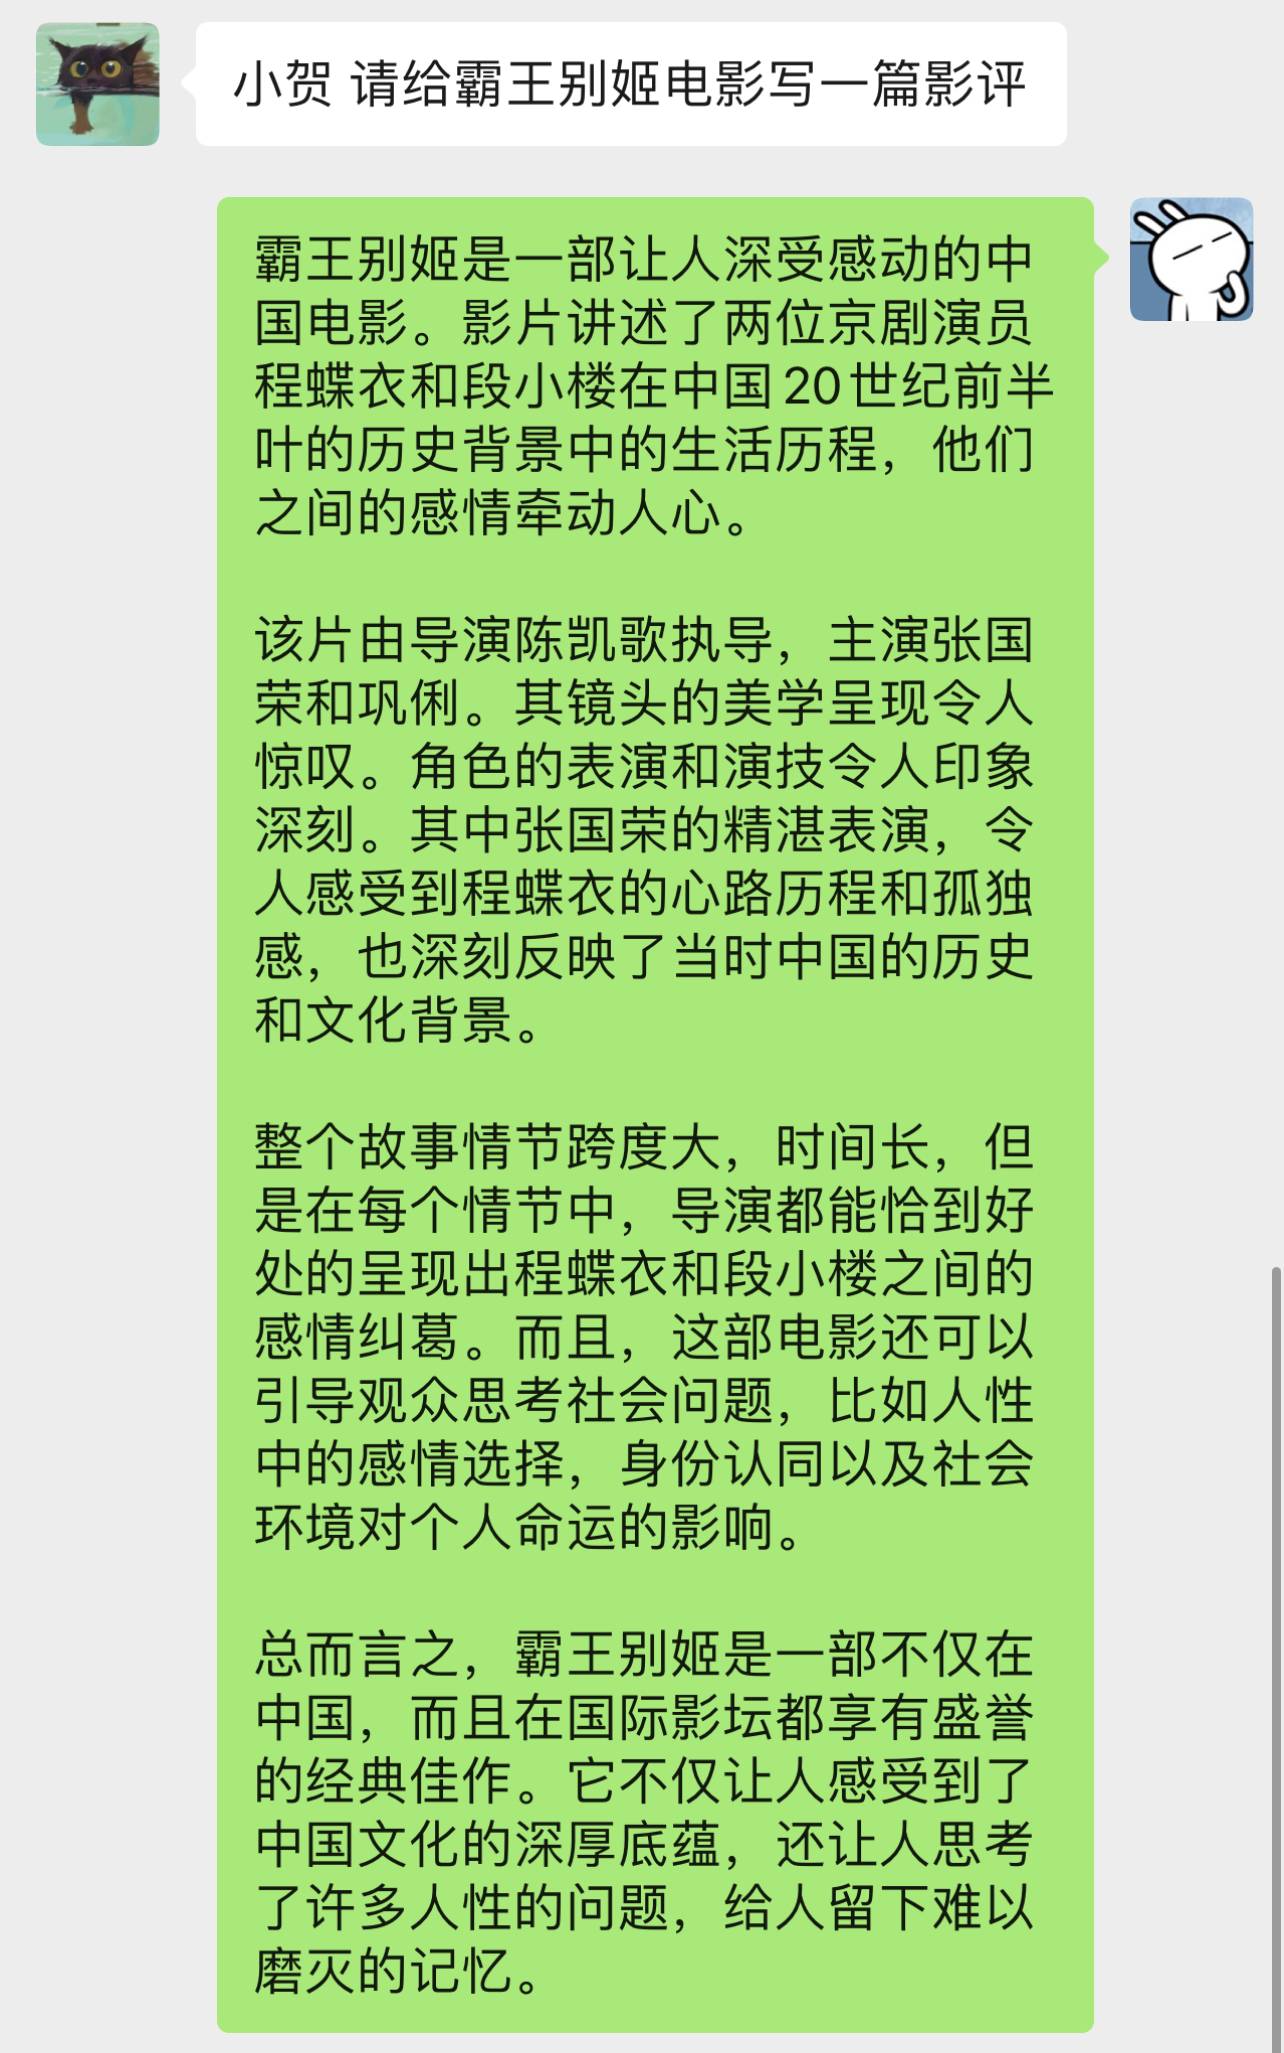 小贺 请给霸王别姬电影写一篇影评
霸王别姬是一部让人深受感动的中
国电影。影片讲述了两位京剧演员
程蝶衣和段小楼在中国20世纪前半
叶的历史背景中的生活历程，他们
之间的感情牵动人心。
该片由导演陈凯歌执导，主演张国
荣和巩俐。其镜头的美学呈现令人
惊叹。角色的表演和演技令人印象
深刻。其中张国荣的精湛表演，令
人感受到程蝶衣的心路历程和孤独
感，也深刻反映了当时中国的历史
和文化背景。
整个故事情节跨度大，时间长，但
是在每个情节中，导演都能恰到好
处的呈现出程蝶衣和段小楼之间的
感情纠葛。而且，这部电影还可以
引导观众思考社会问题，比如人性
中的感情选择，身份认同以及社会
环境对个人命运的影响。
总而言之，霸王别姬是一部不仅在
中国，而且在国际影坛都享有盛誉
的经典佳作。它不仅让人感受到了
中国文化的深厚底蕴，还让人思考
了许多人性的问题，给人留下难以
磨灭的记忆。